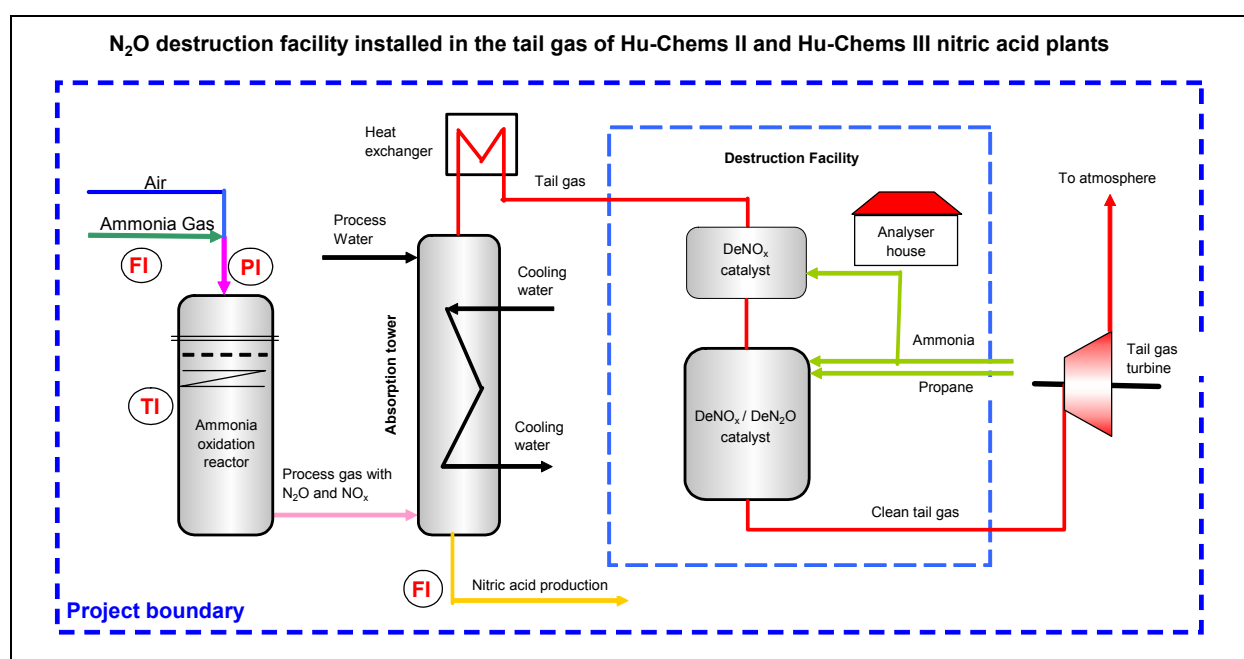 N₂O destruction facility installed in the tail gas of Hu-Chems II and Hu-Chems III nitric acid plants
Heat
exchanger
Tail gas
Destruction Facility
Air
Ammonia Gas
FI
PI
Process
Water
Cooling
water
DeNOₓ
catalyst
Analyser
house
To atmosphere
Absorption tower
TI
Ammonia
oxidation
reactor
Ammonia
Propane
Tail gas
turbine
DeNOₓ / DeN₂O
catalyst
Cooling
water
Process gas with
N₂O and NOₓ
Clean tail gas
FI
Nitric acid production
Project boundary